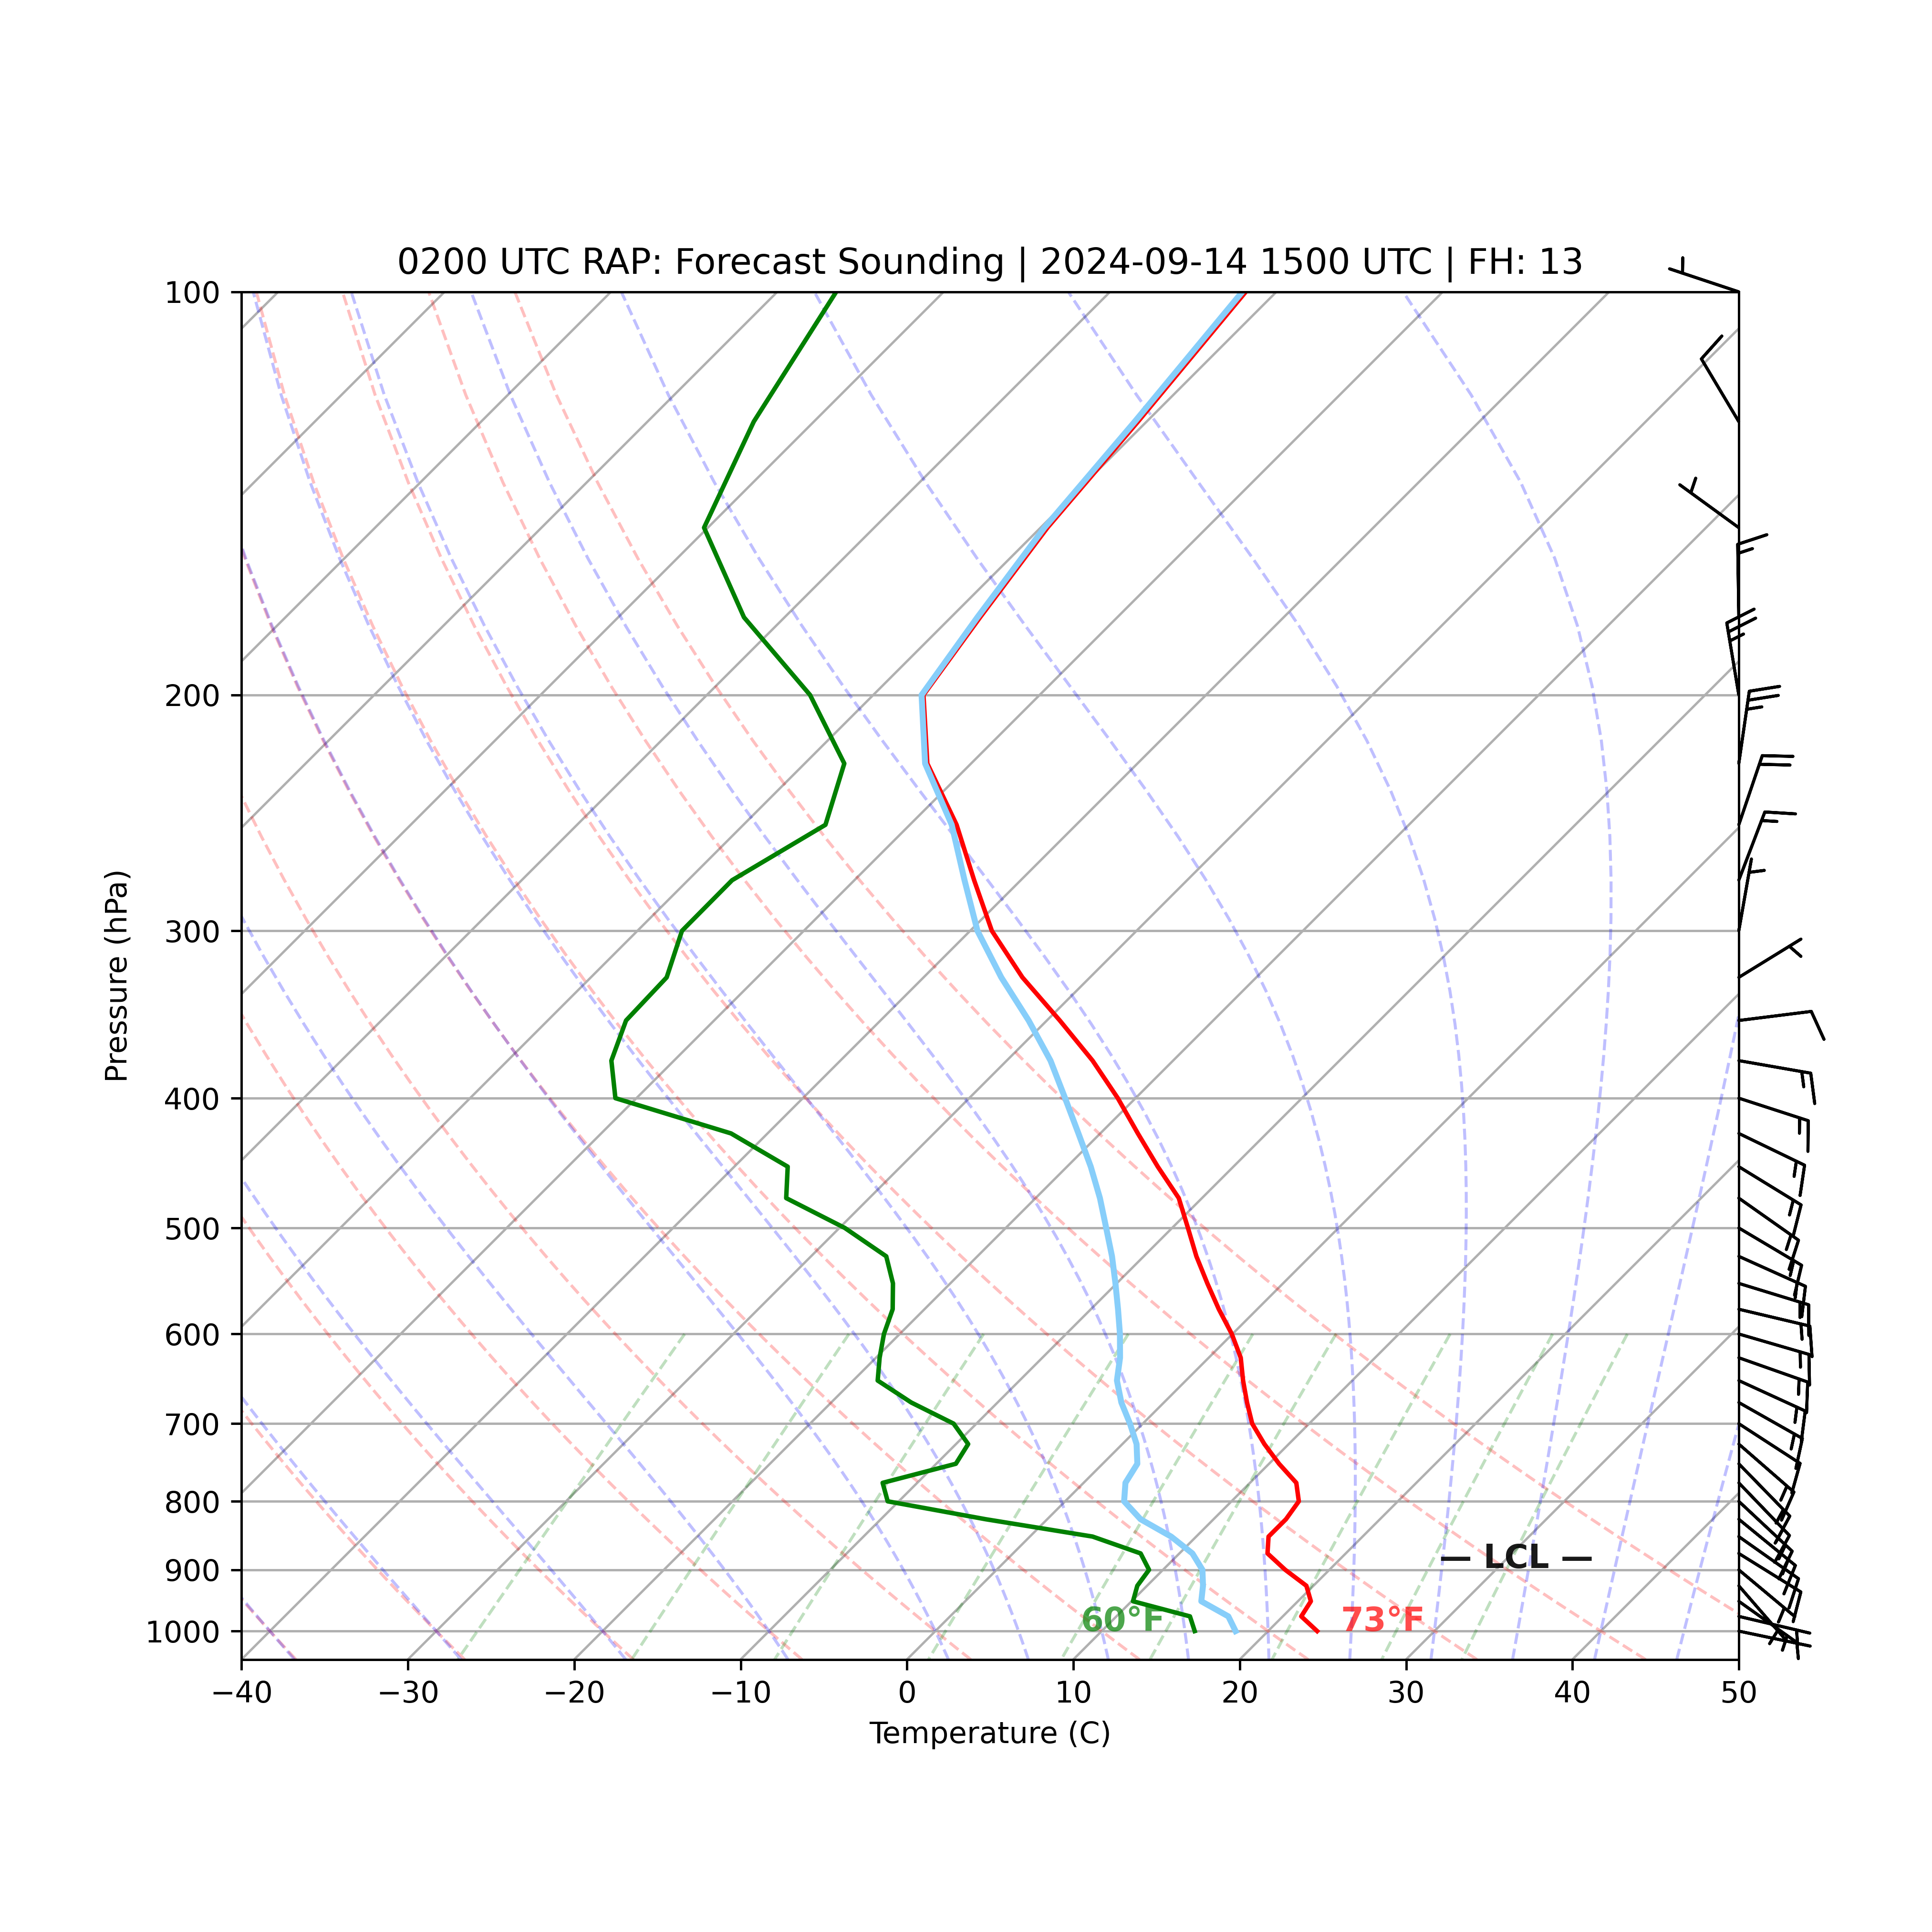 0200 UTC RAP: Forecast Sounding | 2024-09-14 1500 UTC | FH: 13
100
200
300
400
500
600
700
800
900
1000
Pressure (hPa)
— LCL —
60°F
73°F
−40 −30 −20 −10 0 10 20 30 40 50
Temperature (C)